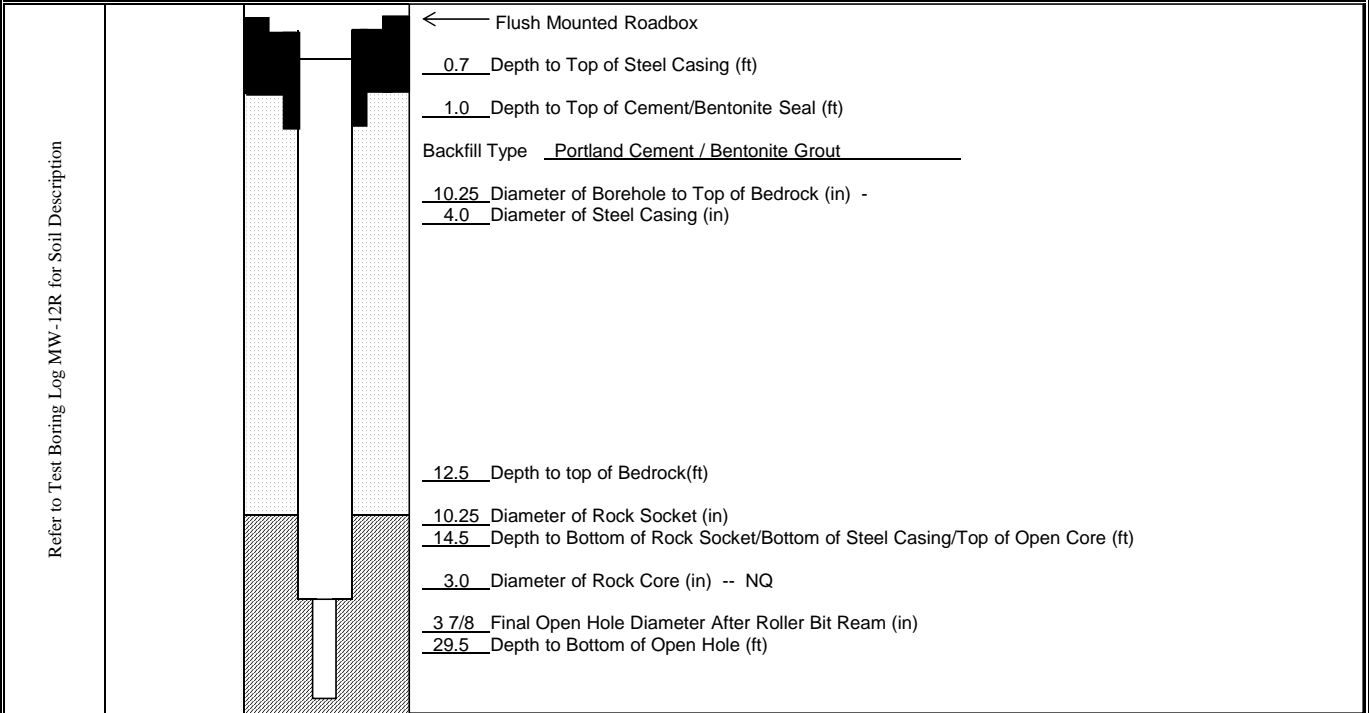 Refer to Test Boring Log MW-12R for Soil Description
Flush Mounted Roadbox
0.7 Depth to Top of Steel Casing (ft)
1.0 Depth to Top of Cement/Bentonite Seal (ft)
Backfill Type Portland Cement / Bentonite Grout
10.25 Diameter of Borehole to Top of Bedrock (in) -
4.0 Diameter of Steel Casing (in)
12.5 Depth to top of Bedrock(ft)
10.25 Diameter of Rock Socket (in)
14.5 Depth to Bottom of Rock Socket/Bottom of Steel Casing/Top of Open Core (ft)
3.0 Diameter of Rock Core (in) -- NQ
3 7/8 Final Open Hole Diameter After Roller Bit Ream (in)
29.5 Depth to Bottom of Open Hole (ft)